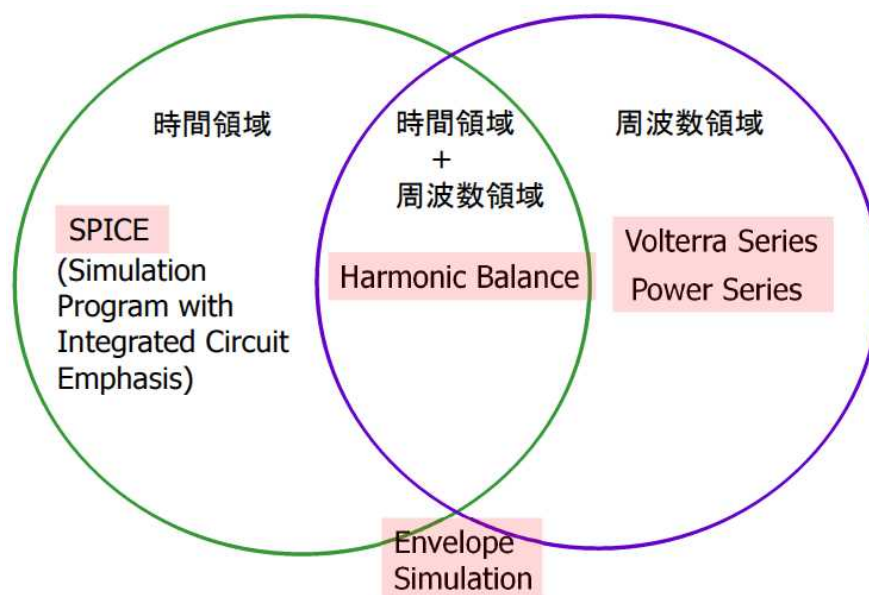 時間領域
SPICE
(Simulation
Program with
Integrated Circuit
Emphasis)
時間領域
+
周波数領域
Harmonic Balance
周波数領域
Volterra Series
Power Series
Envelope
Simulation